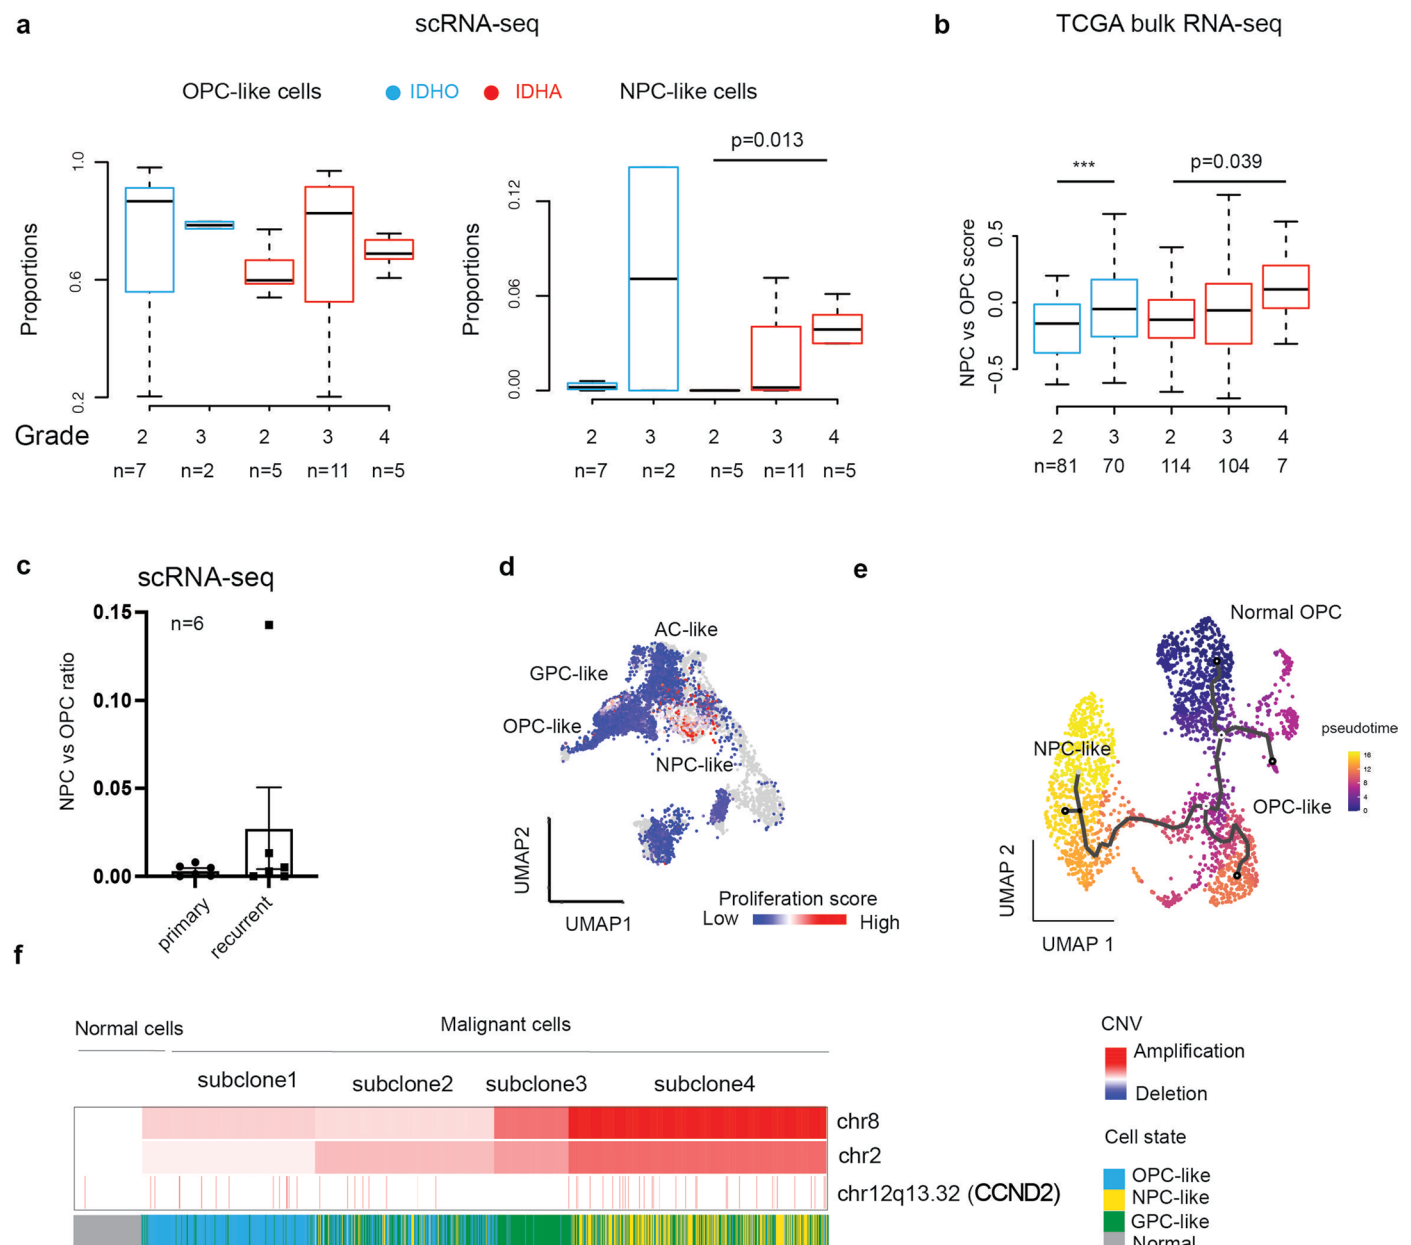 a
scRNA-seq
OPC-like cells
IDHO
IDHA
NPC-like cells
p=0.013
Proportions
1.0
0.6
0.2
Proportions
0.12
0.06
0.00
Grade
2 3 2 3 4
n=7 n=2 n=5 n=11 n=5
2 3 2 3 4
n=7 n=2 n=5 n=11 n=5
b
TCGA bulk RNA-seq
*** p=0.039
NPC vs OPC score
0.5
0.0
−0.5
2 3 2 3 4
n=81 70 114 104 7
c
scRNA-seq
n=6
NPC vs OPC ratio
0.15
0.10
0.05
0.00
primary
recurrent
d
AC-like
GPC-like
OPC-like
NPC-like
UMAP2
UMAP1
Proliferation score
Low
High
e
Normal OPC
NPC-like
OPC-like
pseudotime
16
12
8
4
0
UMAP 2
UMAP 1
f
Normal cells
Malignant cells
subclone1 subclone2 subclone3 subclone4
chr8
chr2
chr12q13.32 (CCND2)
CNV
Amplification
Deletion
Cell state
OPC-like
NPC-like
GPC-like
Normal